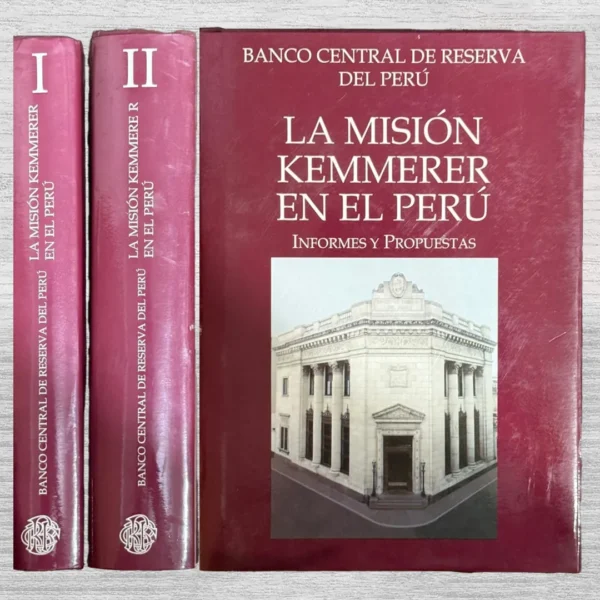 I
LA MISIÓN KEMMERER
EN EL PERÚ
BANCO CENTRAL DE RESERVA DEL PERÚ
II
LA MISIÓN KEMMERE R
EN EL PERÚ
BANCO CENTRAL DE RESERVA DEL PERÚ
BANCO CENTRAL DE RESERVA
DEL PERÚ
LA MISIÓN
KEMMERER
EN EL PERÚ
INFORMES Y PROPUESTAS